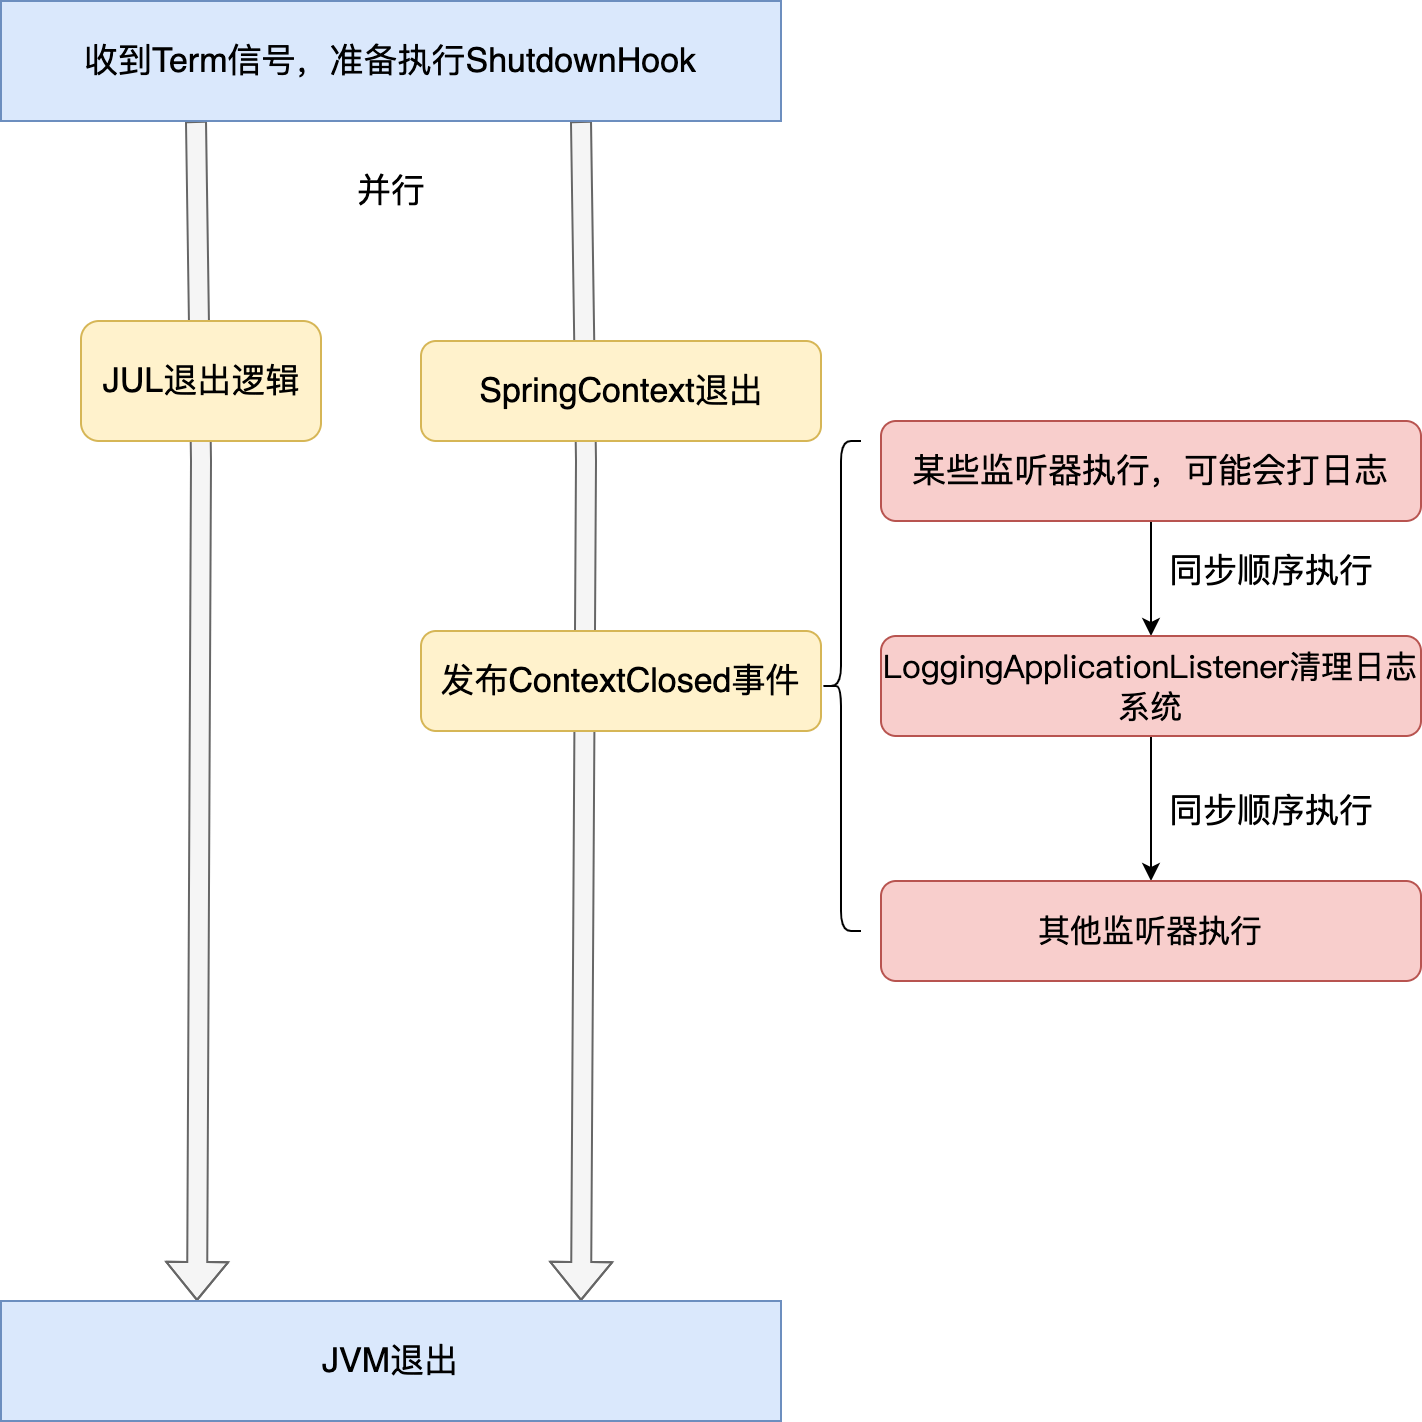 收到Term信号，准备执行ShutdownHook
并行
JUL退出逻辑
SpringContext退出
某些监听器执行，可能会打日志
同步顺序执行
发布ContextClosed事件
LoggingApplicationListener清理日志
系统
同步顺序执行
其他监听器执行
JVM退出